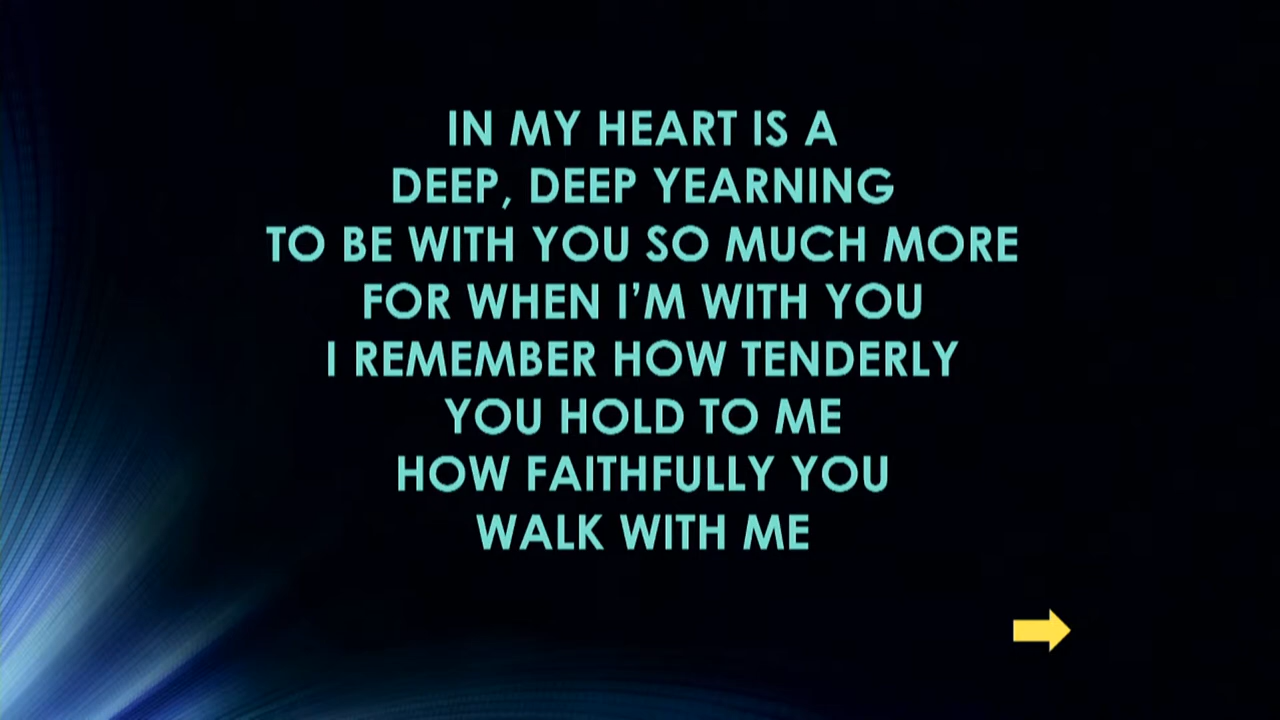 IN MY HEART IS A
DEEP, DEEP YEARNING
TO BE WITH YOU SO MUCH MORE
FOR WHEN I’M WITH YOU
I REMEMBER HOW TENDERLY
YOU HOLD TO ME
HOW FAITHFULLY YOU
WALK WITH ME